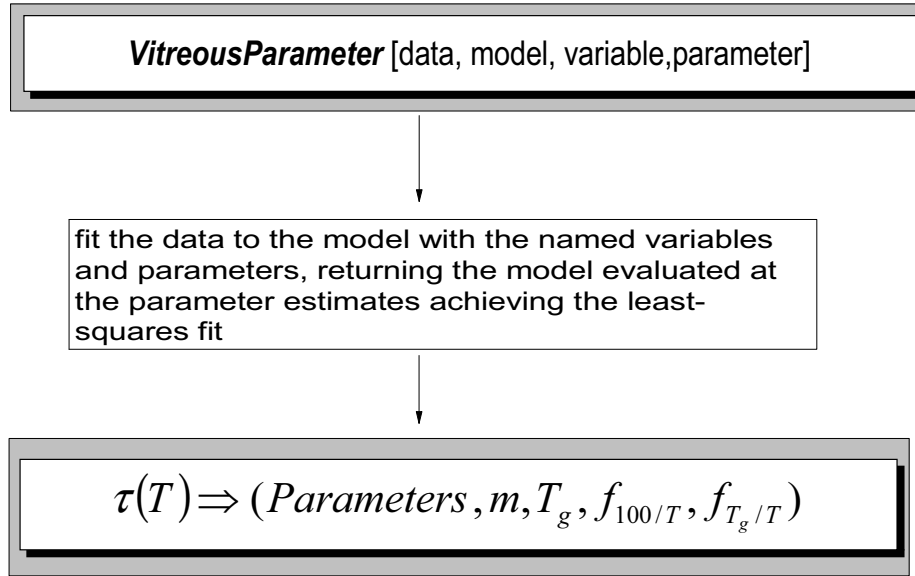 VitreousParameter [data, model, variable,parameter]
fit the data to the model with the named variables
and parameters, returning the model evaluated at
the parameter estimates achieving the least-
squares fit
τ(T)⇒(Parameters,m,T_g,f_{100/T},f_{T_g/T})